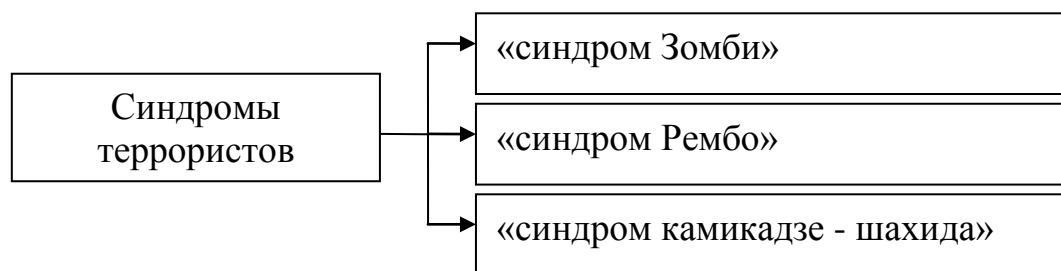 Синдромы
террористов
«синдром Зомби»
«синдром Рембо»
«синдром камикадзе - шахида»